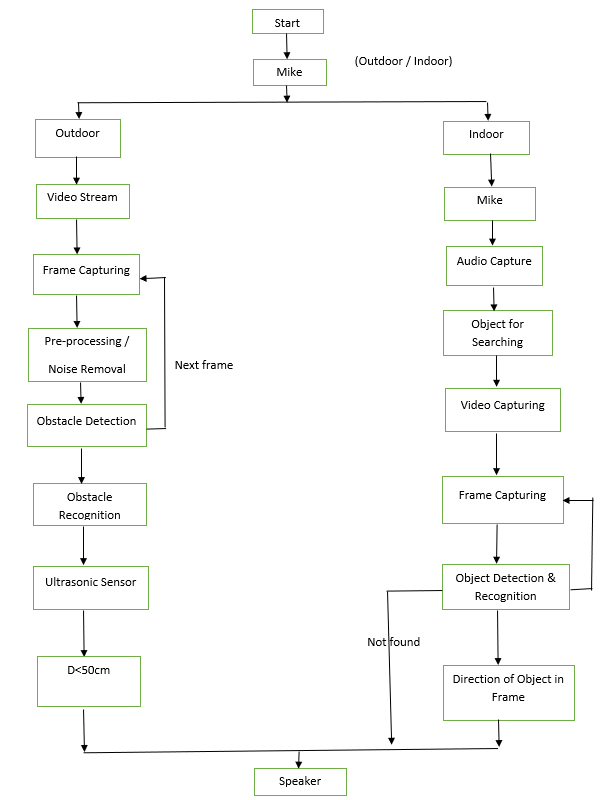 Start
Mike
(Outdoor / Indoor)
Outdoor
Indoor
Video Stream
Mike
Frame Capturing
Audio Capture
Pre-processing /
Noise Removal
Object for
Searching
Next frame
Obstacle Detection
Video Capturing
Obstacle
Recognition
Frame Capturing
Ultrasonic Sensor
Object Detection &
Recognition
Not found
D<50cm
Direction of Object in
Frame
Speaker